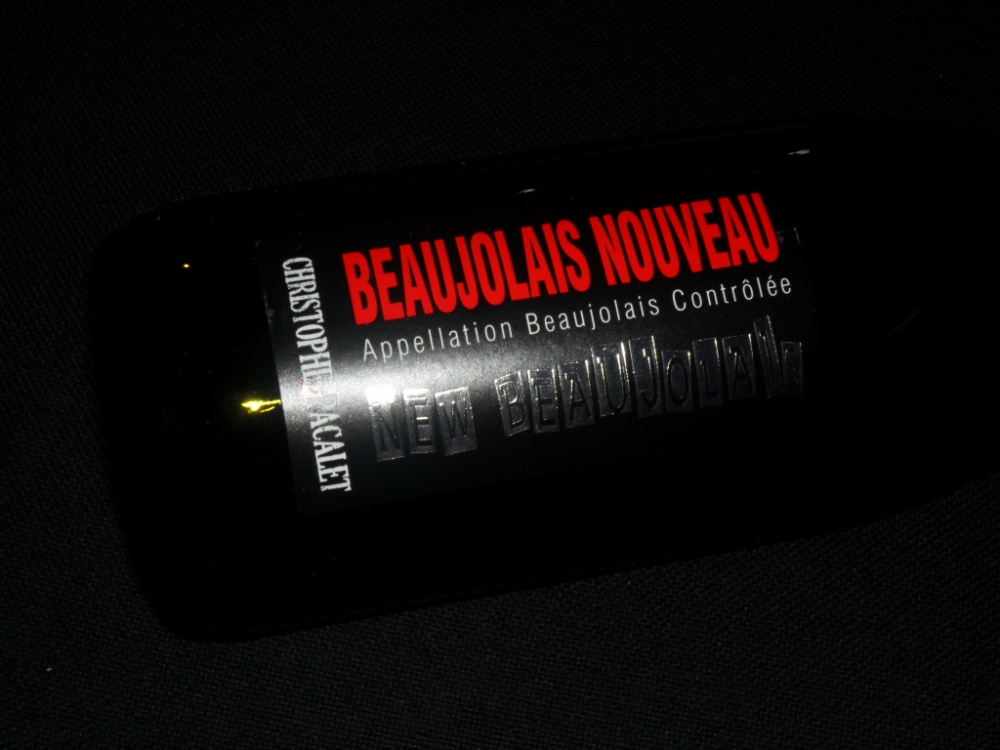 BEAUJOLAIS NOUVEAU
Appellation Beaujolais Contrôlée
NEW BEAUJOLAIS
CHRISTOPHE PACALET